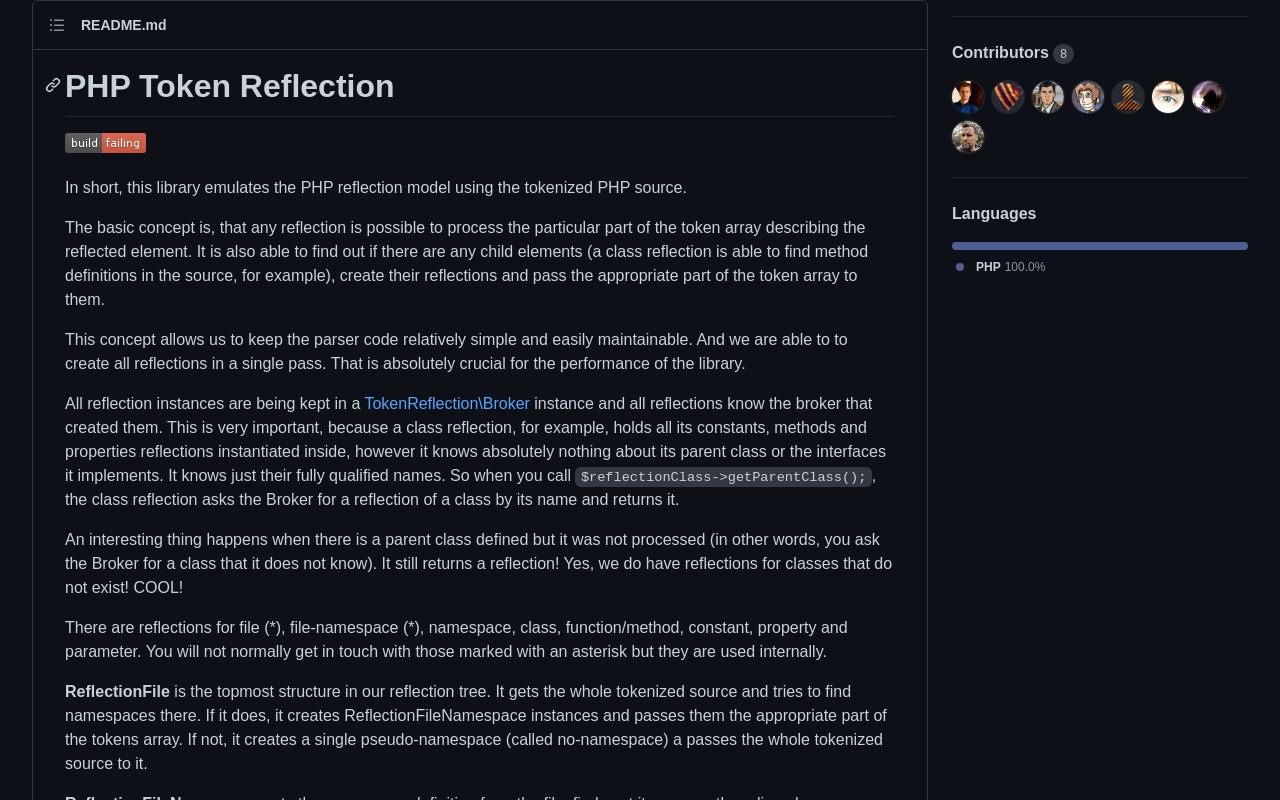 README.md
PHP Token Reflection
build failing
In short, this library emulates the PHP reflection model using the tokenized PHP source.
The basic concept is, that any reflection is possible to process the particular part of the token array describing the
reflected element. It is also able to find out if there are any child elements (a class reflection is able to find method
definitions in the source, for example), create their reflections and pass the appropriate part of the token array to
them.
This concept allows us to keep the parser code relatively simple and easily maintainable. And we are able to to
create all reflections in a single pass. That is absolutely crucial for the performance of the library.
All reflection instances are being kept in a TokenReflection\Broker instance and all reflections know the broker that
created them. This is very important, because a class reflection, for example, holds all its constants, methods and
properties reflections instantiated inside, however it knows absolutely nothing about its parent class or the interfaces
it implements. It knows just their fully qualified names. So when you call $reflectionClass->getParentClass();,
the class reflection asks the Broker for a reflection of a class by its name and returns it.
An interesting thing happens when there is a parent class defined but it was not processed (in other words, you ask
the Broker for a class that it does not know). It still returns a reflection! Yes, we do have reflections for classes that do
not exist! COOL!
There are reflections for file (*), file-namespace (*), namespace, class, function/method, constant, property and
parameter. You will not normally get in touch with those marked with an asterisk but they are used internally.
ReflectionFile is the topmost structure in our reflection tree. It gets the whole tokenized source and tries to find
namespaces there. If it does, it creates ReflectionFileNamespace instances and passes them the appropriate part of
the tokens array. If not, it creates a single pseudo-namespace (called no-namespace) a passes the whole tokenized
source to it.
Contributors 8
Languages
PHP 100.0%